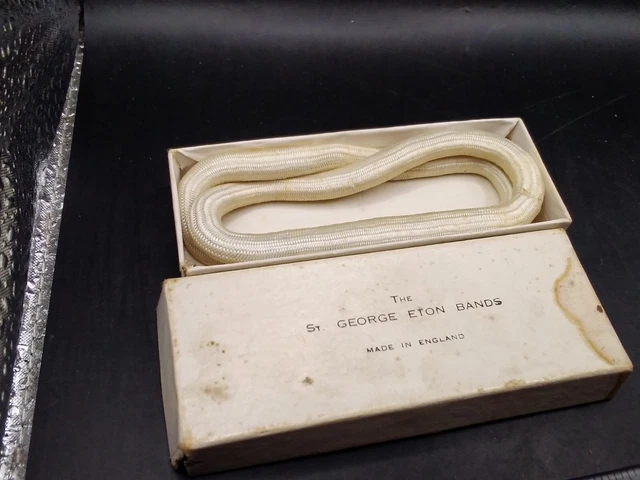 THE
ST. GEORGE ETON BANDS
MADE IN ENGLAND